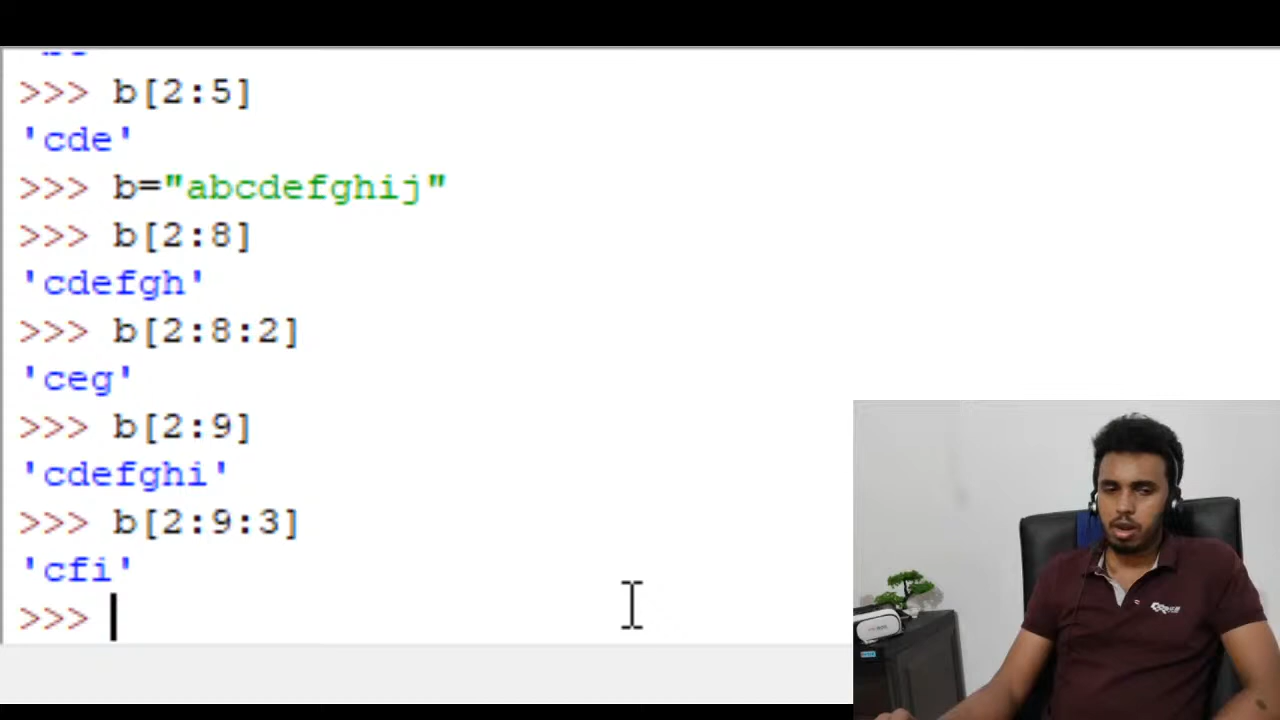 >>> b[2:5]
'cde'
>>> b="abcdefghij"
>>> b[2:8]
'cdefgh'
>>> b[2:8:2]
'ceg'
>>> b[2:9]
'cdefghi'
>>> b[2:9:3]
'cfi'
>>>